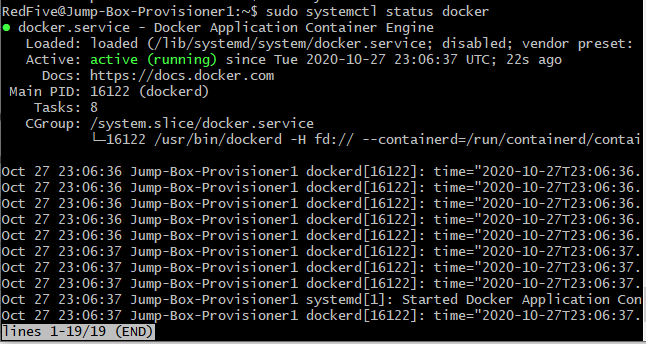 RedFive@Jump-Box-Provisioner1:~$ sudo systemctl status docker
● docker.service - Docker Application Container Engine
   Loaded: loaded (/lib/systemd/system/docker.service; disabled; vendor preset:
   Active: active (running) since Tue 2020-10-27 23:06:37 UTC; 22s ago
     Docs: https://docs.docker.com
 Main PID: 16122 (dockerd)
    Tasks: 8
   CGroup: /system.slice/docker.service
           └─16122 /usr/bin/dockerd -H fd:// --containerd=/run/containerd/contai
Oct 27 23:06:36 Jump-Box-Provisioner1 dockerd[16122]: time="2020-10-27T23:06:36.
Oct 27 23:06:36 Jump-Box-Provisioner1 dockerd[16122]: time="2020-10-27T23:06:36.
Oct 27 23:06:36 Jump-Box-Provisioner1 dockerd[16122]: time="2020-10-27T23:06:36.
Oct 27 23:06:36 Jump-Box-Provisioner1 dockerd[16122]: time="2020-10-27T23:06:36.
Oct 27 23:06:36 Jump-Box-Provisioner1 dockerd[16122]: time="2020-10-27T23:06:36.
Oct 27 23:06:37 Jump-Box-Provisioner1 dockerd[16122]: time="2020-10-27T23:06:37.
Oct 27 23:06:37 Jump-Box-Provisioner1 dockerd[16122]: time="2020-10-27T23:06:37.
Oct 27 23:06:37 Jump-Box-Provisioner1 dockerd[16122]: time="2020-10-27T23:06:37.
Oct 27 23:06:37 Jump-Box-Provisioner1 systemd[1]: Started Docker Application Con
Oct 27 23:06:37 Jump-Box-Provisioner1 dockerd[16122]: time="2020-10-27T23:06:37.
lines 1-19/19 (END)